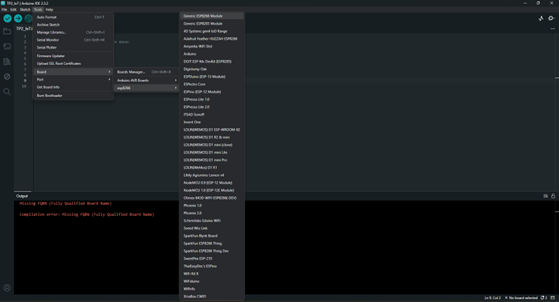 TP2_IoT | Arduino IDE 2.3.2
File Edit Sketch Tools Help
Auto Format Ctrl+T
Archive Sketch
Manage Libraries... Ctrl+Shift+I
Serial Monitor Ctrl+Shift+M
Serial Plotter
Firmware Updater
Upload SSL Root Certificates
Board
Port
Get Board Info
Burn Bootloader
Boards Manager... Ctrl+Shift+B
Arduino AVR Boards
esp8266
Generic ESP8266 Module
Generic ESP8285 Module
4D Systems gen4 IoD Range
Adafruit Feather HUZZAH ESP8266
Amperka WiFi Slot
Arduino
DOIT ESP-Mx DevKit (ESP8285)
Digistump Oak
ESPDuino (ESP-13 Module)
ESPectro Core
ESPino (ESP-12 Module)
ESPresso Lite 1.0
ESPresso Lite 2.0
ITEAD Sonoff
Invent One
LOLIN(WEMOS) D1 ESP-WROOM-02
LOLIN(WEMOS) D1 R2 & mini
LOLIN(WEMOS) D1 mini (clone)
LOLIN(WEMOS) D1 mini Lite
LOLIN(WEMOS) D1 mini Pro
LOLIN(WeMos) D1 R1
Lifely Agrumino Lemon v4
NodeMCU 0.9 (ESP-12 Module)
NodeMCU 1.0 (ESP-12E Module)
Olimex MOD-WIFI-ESP8266(-DEV)
Phoenix 1.0
Phoenix 2.0
Schirmilabs Eduino WiFi
Seeed Wio Link
SparkFun Blynk Board
SparkFun ESP8266 Thing
SparkFun ESP8266 Thing Dev
SweetPea ESP-210
ThaiEasyElec's ESPino
WiFi Kit 8
WiFiduino
WifInfo
XinaBox CW01
Output
Missing FQBN (Fully Qualified Board Name)
Compilation error: Missing FQBN (Fully Qualified Board Name)
Ln 9, Col 2 × No board selected